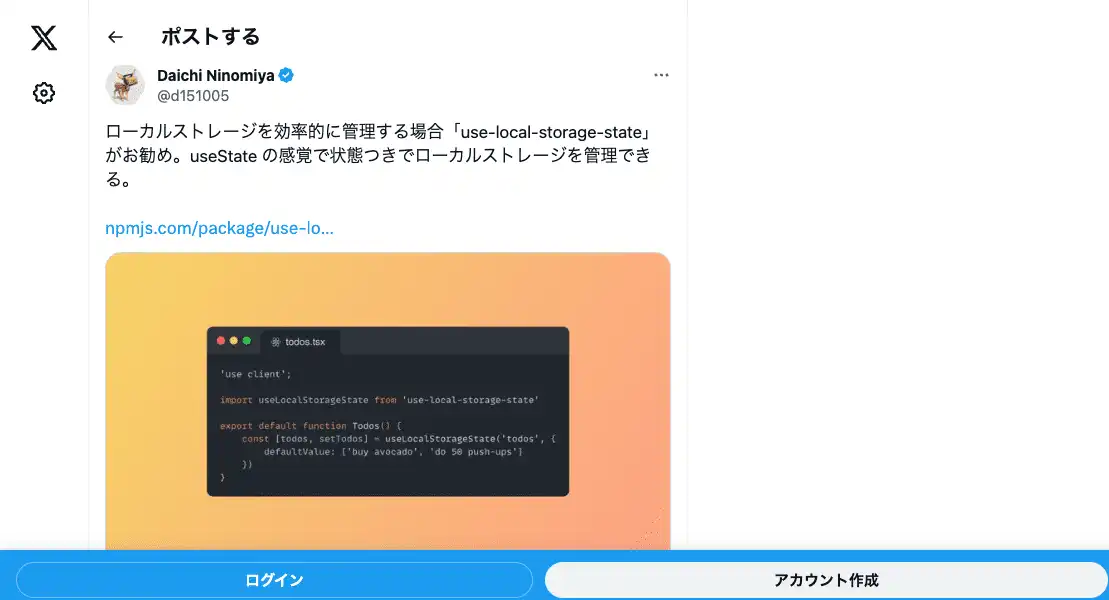 ポストする
Daichi Ninomiya
@d151005
ローカルストレージを効率的に管理する場合「use-local-storage-state」
がお勧め。useState の感覚で状態つきでローカルストレージを管理でき
る。
npmjs.com/package/use-lo…
todos.tsx
'use client';
import useLocalStorageState from 'use-local-storage-state'
export default function Todos() {
const [todos, setTodos] = useLocalStorageState('todos', {
defaultValue: ['buy avocado', 'do 50 push-ups']
})
}
ログイン
アカウント作成